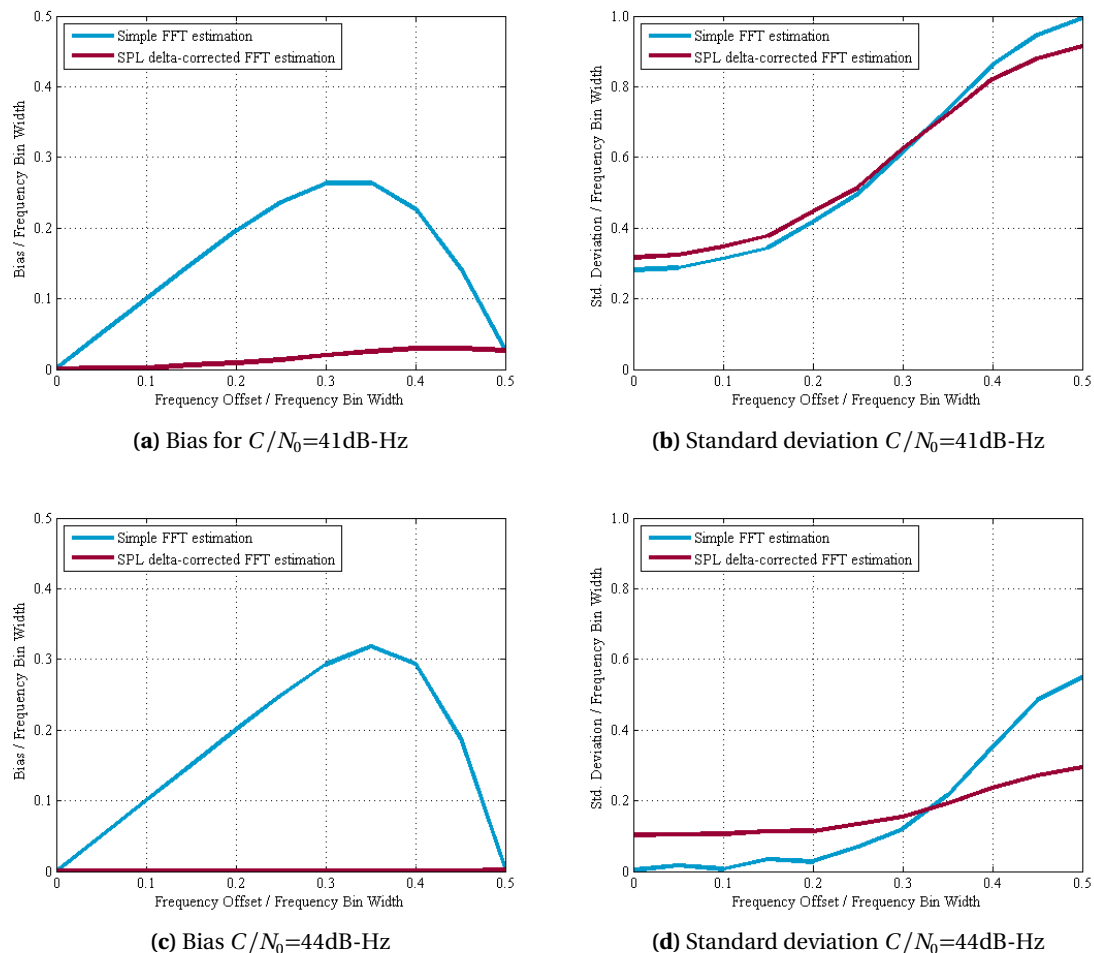 Simple FFT estimation
SPL delta-corrected FFT estimation
Bias / Frequency Bin Width
0.5
0.4
0.3
0.2
0.1
0
0
0.1
0.2
0.3
0.4
0.5
Frequency Offset / Frequency Bin Width
(a) Bias for C/N0=41dB-Hz
Simple FFT estimation
SPL delta-corrected FFT estimation
Std. Deviation / Frequency Bin Width
1.0
0.8
0.6
0.4
0.2
0
0
0.1
0.2
0.3
0.4
0.5
Frequency Offset / Frequency Bin Width
(b) Standard deviation C/N0=41dB-Hz
Simple FFT estimation
SPL delta-corrected FFT estimation
Bias / Frequency Bin Width
0.5
0.4
0.3
0.2
0.1
0
0
0.1
0.2
0.3
0.4
0.5
Frequency Offset / Frequency Bin Width
(c) Bias C/N0=44dB-Hz
Simple FFT estimation
SPL delta-corrected FFT estimation
Std. Deviation / Frequency Bin Width
1.0
0.8
0.6
0.4
0.2
0
0
0.1
0.2
0.3
0.4
0.5
Frequency Offset / Frequency Bin Width
(d) Standard deviation C/N0=44dB-Hz